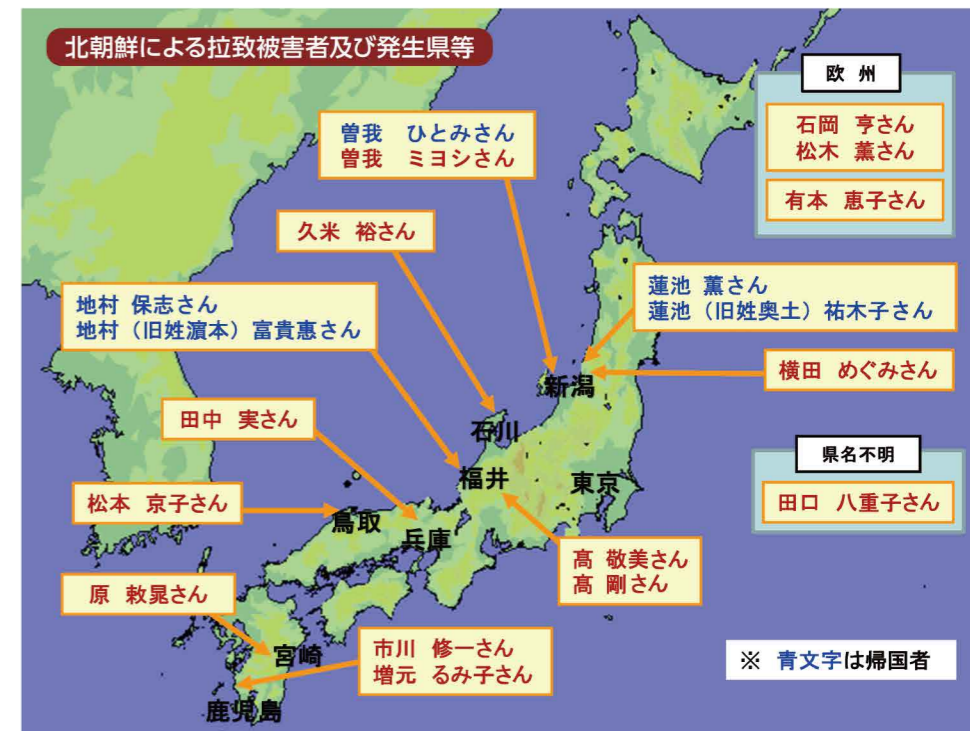 北朝鮮による拉致被害者及び発生県等
欧 州
石岡 亨さん
松木 薫さん
有本 恵子さん
曽我 ひとみさん
曽我 ミヨシさん
久米 裕さん
地村 保志さん
地村(旧姓濵本)富貴惠さん
蓮池 薫さん
蓮池(旧姓奥土)祐木子さん
横田 めぐみさん
新潟
田中 実さん
石川
福井
東京
県名不明
田口 八重子さん
松本 京子さん
鳥取
兵庫
髙 敬美さん
髙 剛さん
原 敕晁さん
宮崎
市川 修一さん
増元 るみ子さん
鹿児島
※ 青文字は帰国者